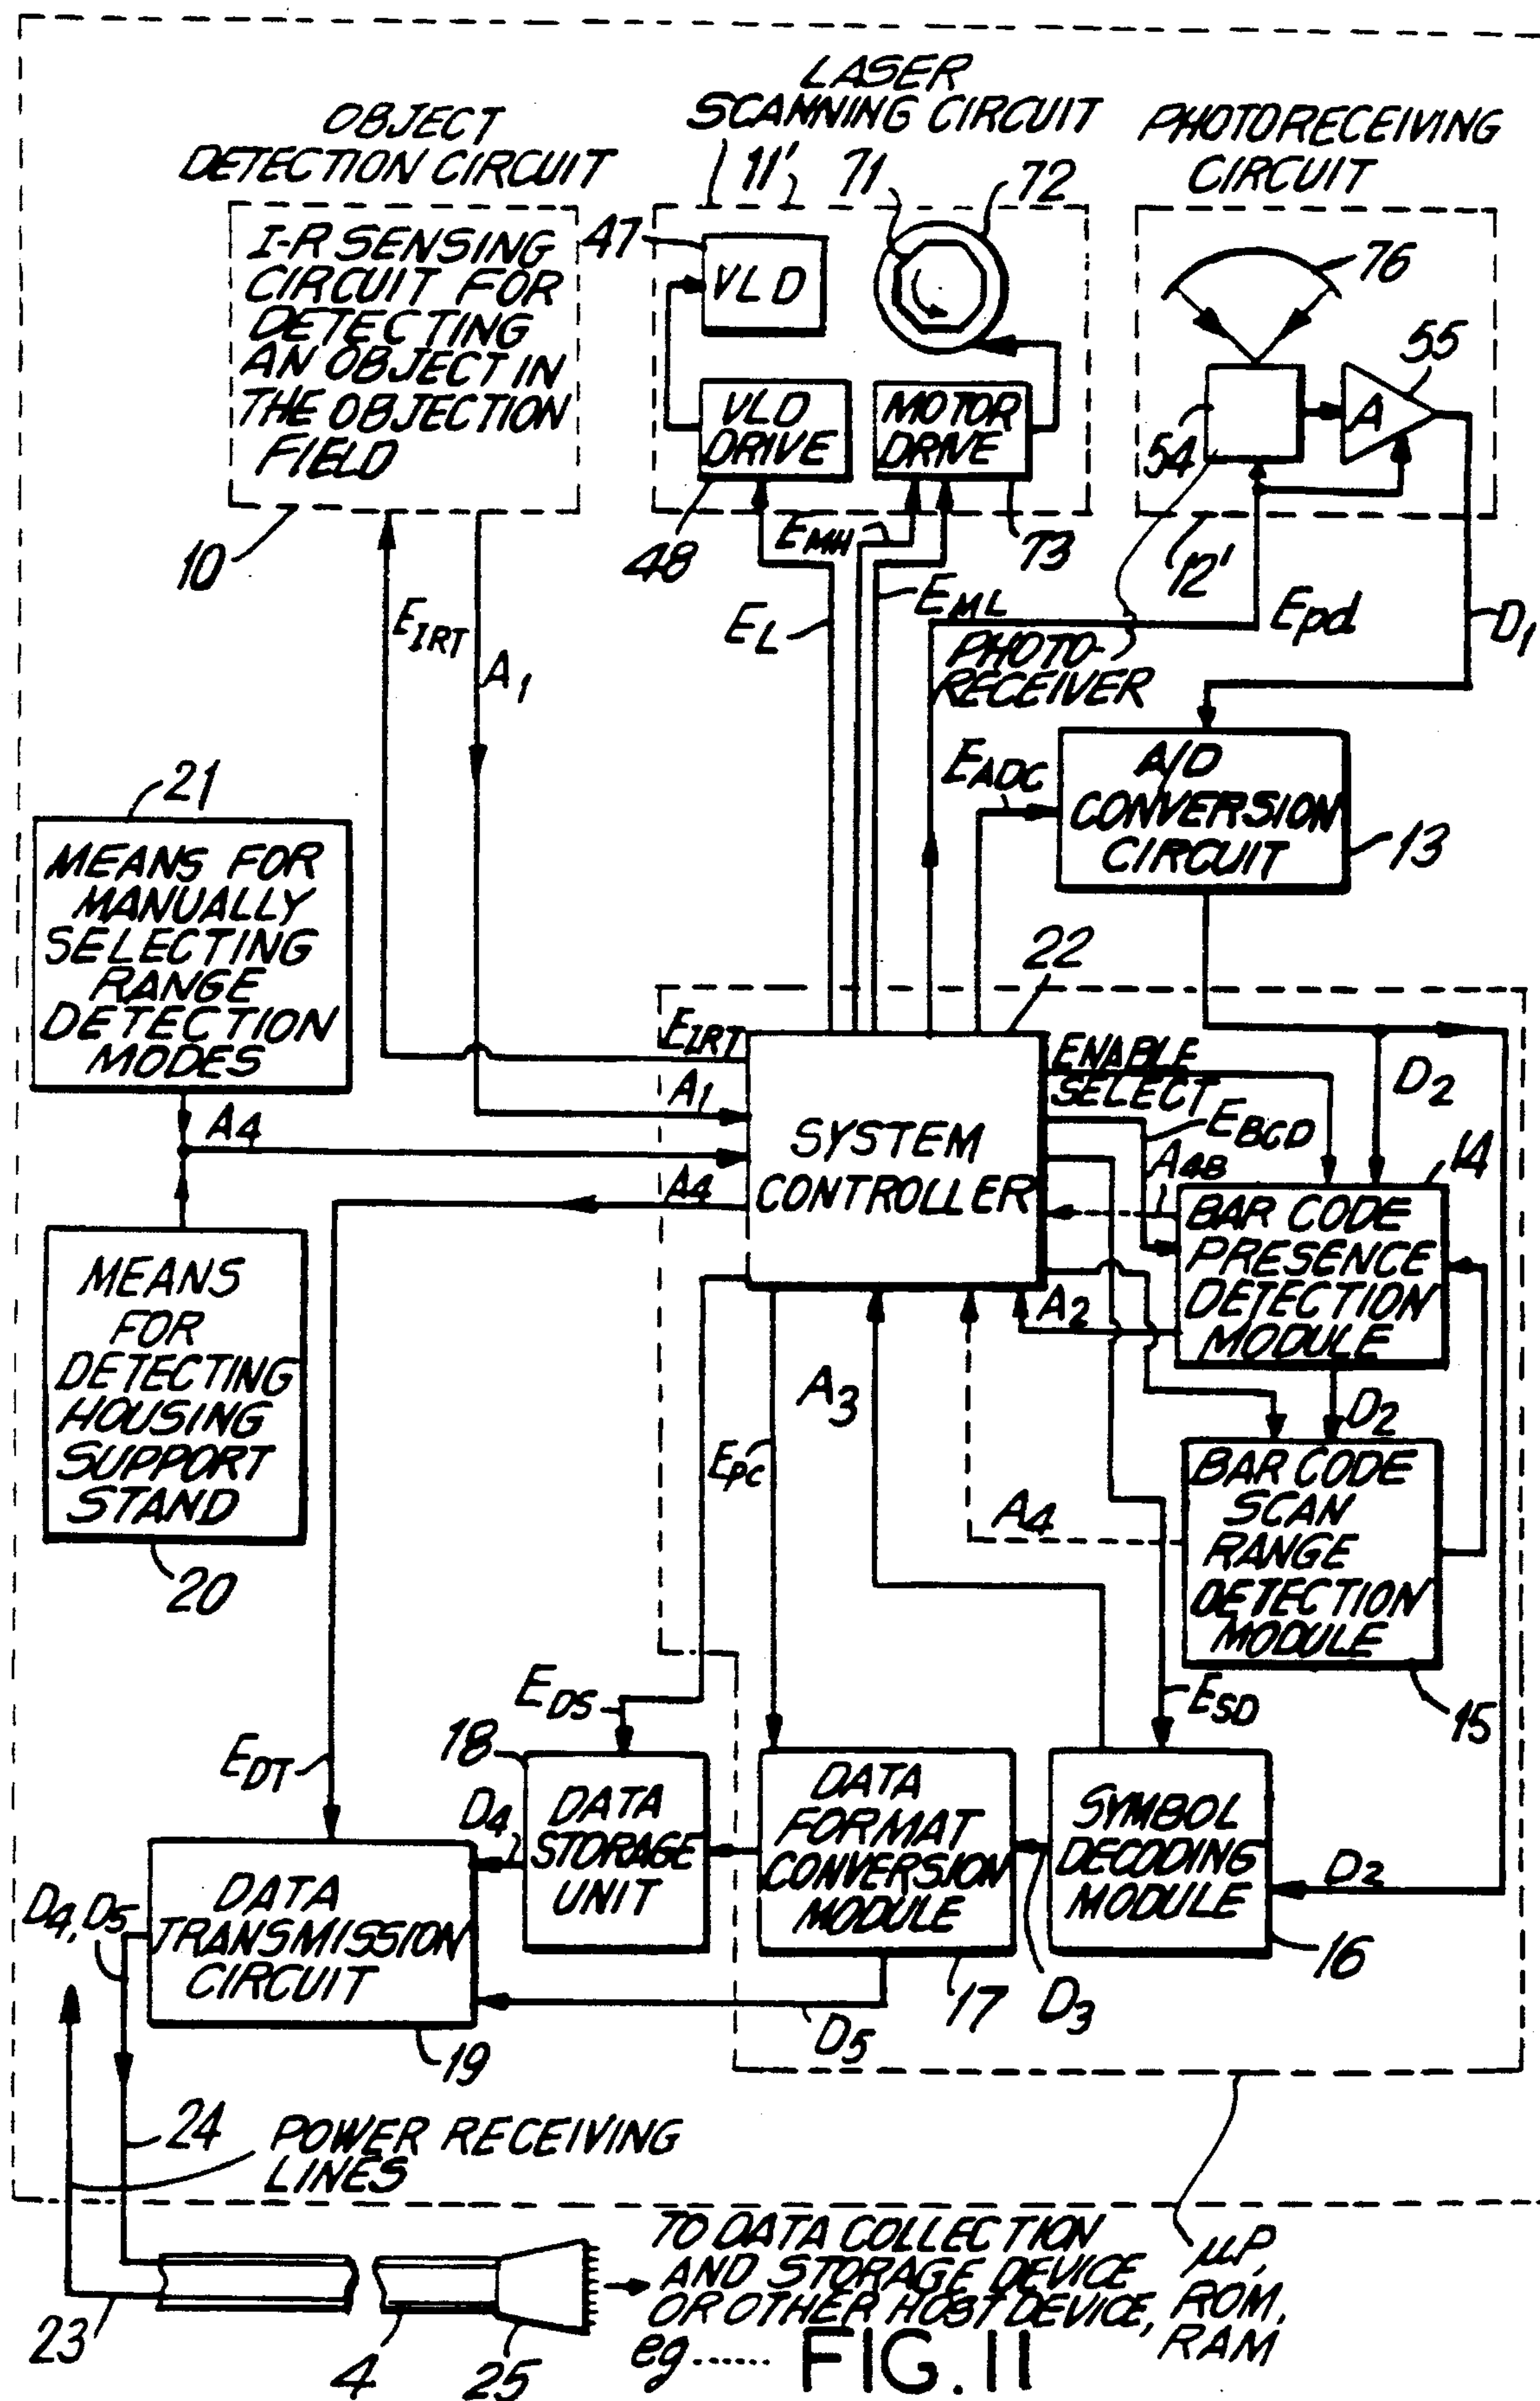 LASER
SCANNING CIRCUIT
OBJECT
DETECTION CIRCUIT
PHOTORECEIVING
CIRCUIT
11'
71
72
47
76
I-R SENSING
CIRCUIT FOR
DETECTING
AN OBJECT IN
THE OBJECTION
FIELD
VLD
55
VLD
DRIVE
MOTOR
DRIVE
54
A
10
48
EMH
73
12'
EIRT
A1
EL
EML
Epd
D1
PHOTO-
RECEIVER
21
EADC
A/D
CONVERSION
CIRCUIT
13
MEANS FOR
MANUALLY
SELECTING
RANGE
DETECTION
MODES
22
EIRT
A1
A4
A4
SYSTEM
CONTROLLER
ENABLE
SELECT
EBCD
D2
A4B
14
BAR CODE
PRESENCE
DETECTION
MODULE
A2
MEANS
FOR
DETECTING
HOUSING
SUPPORT
STAND
20
A3
EPC
D2
A4
BAR CODE
SCAN
RANGE
DETECTION
MODULE
15
EDS
ESD
18
EDT
D4
DATA
STORAGE
UNIT
DATA
FORMAT
CONVERSION
MODULE
SYMBOL
DECODING
MODULE
D2
16
D4, D5
DATA
TRANSMISSION
CIRCUIT
17
D3
D5
19
24
POWER RECEIVING
LINES
TO DATA COLLECTION
AND STORAGE DEVICE
OR OTHER HOST DEVICE,
eg......
μP,
ROM,
RAM
23
4
25
FIG. 11